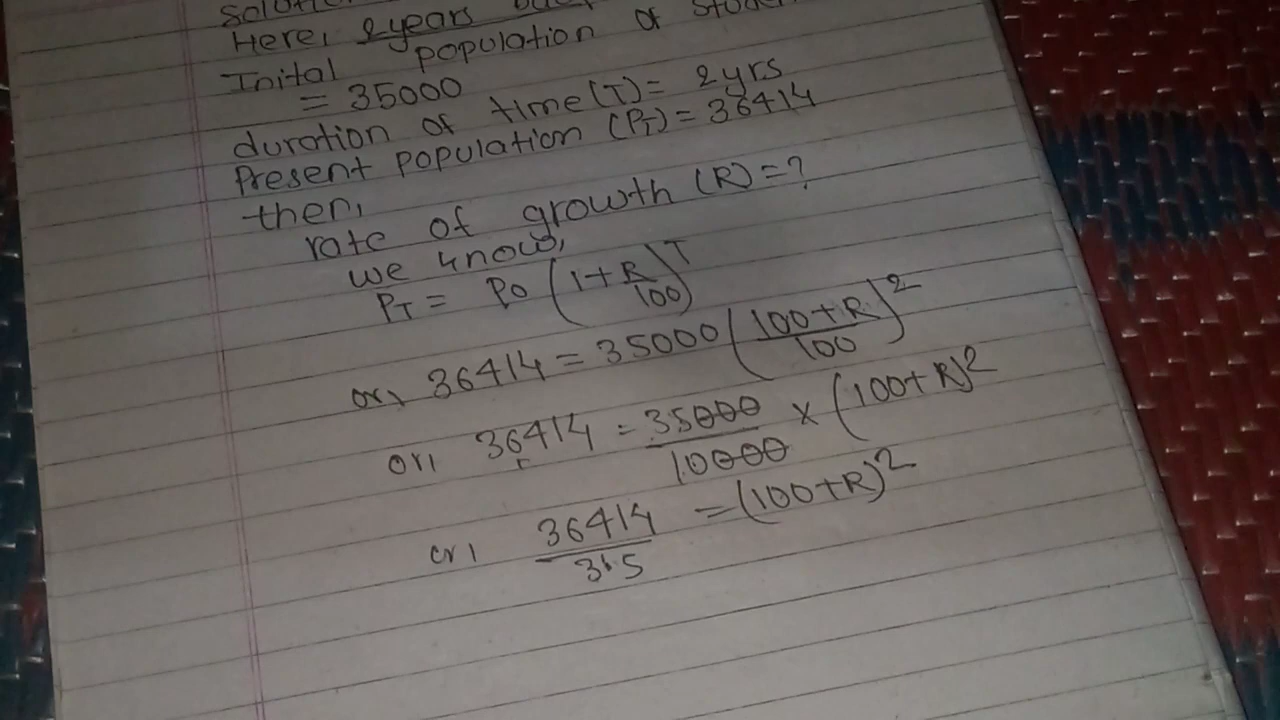 Here, 2years
Inital population of
= 35000
duration of time(T)= 2yrs
Present population (PT)= 36414
then,
rate of growth (R)=?
we know,
PT = Po (1+R/100)^T
or, 36414 = 35000 (100+R/100)^2
or, 36414 = 35000/10000 × (100+R)^2
or, 36414/3.5 = (100+R)^2